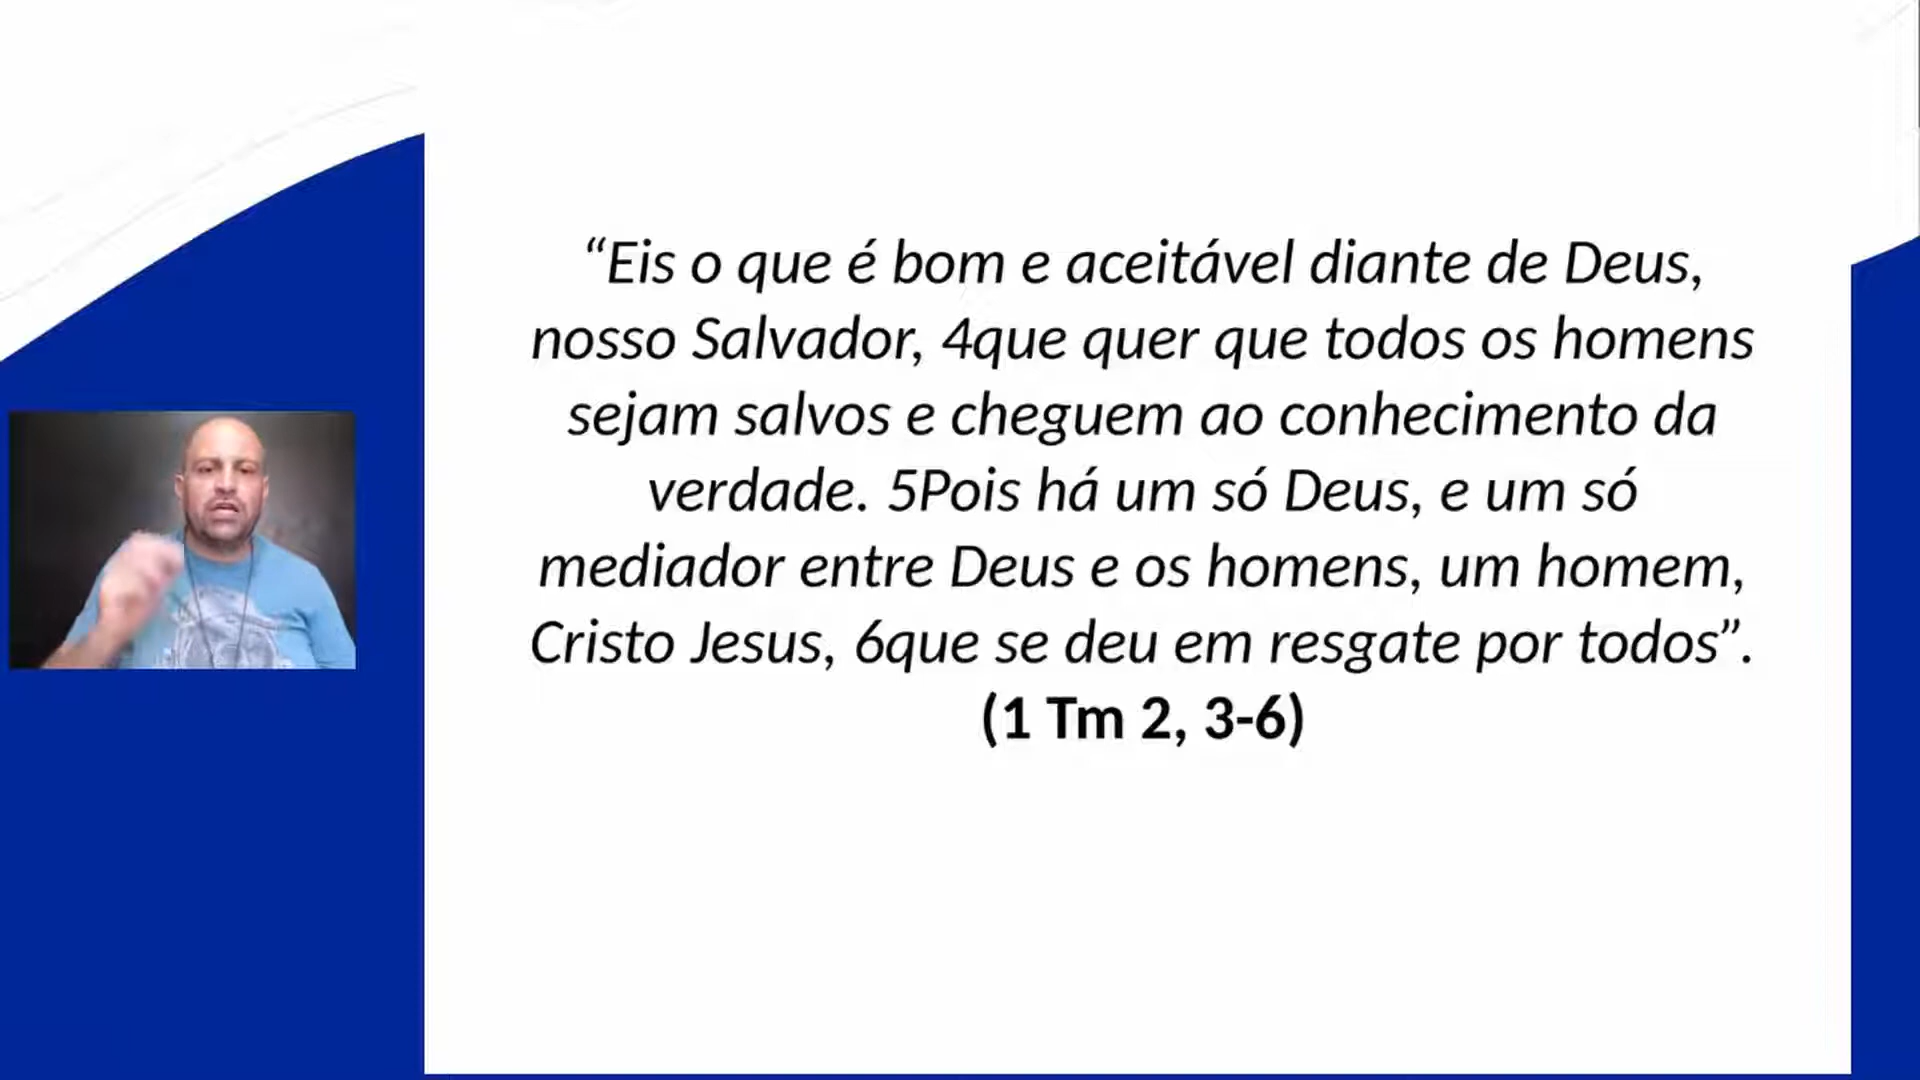 “Eis o que é bom e aceitável diante de Deus,
nosso Salvador, 4que quer que todos os homens
sejam salvos e cheguem ao conhecimento da
verdade. 5Pois há um só Deus, e um só
mediador entre Deus e os homens, um homem,
Cristo Jesus, 6que se deu em resgate por todos”.
(1 Tm 2, 3-6)